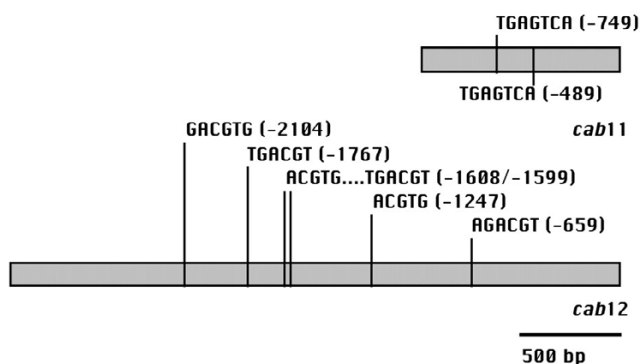 TGAGTCA (-749)
TGAGTCA (-489)
cab11
GACGTG (-2104)
TGACGT (-1767)
ACGTG....TGACGT (-1608/-1599)
ACGTG (-1247)
AGACGT (-659)
cab12
500 bp